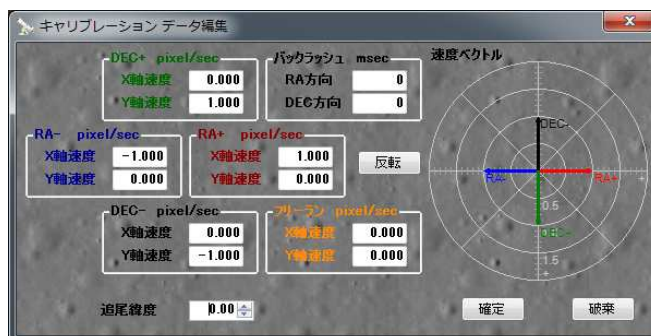 キャリブレーション データ編集
DEC+ pixel/sec
X軸速度 0.000
Y軸速度 1.000
バックラッシュ msec
RA方向 0
DEC方向 0
速度ベクトル
RA- pixel/sec
X軸速度 -1.000
Y軸速度 0.000
RA+ pixel/sec
X軸速度 1.000
Y軸速度 0.000
反転
DEC- pixel/sec
X軸速度 0.000
Y軸速度 -1.000
フリーラン pixel/sec
X軸速度 0.000
Y軸速度 0.000
DEC-
RA-
RA+
0.5
DEC+
1.5
追尾緯度 0.00
確定
破棄